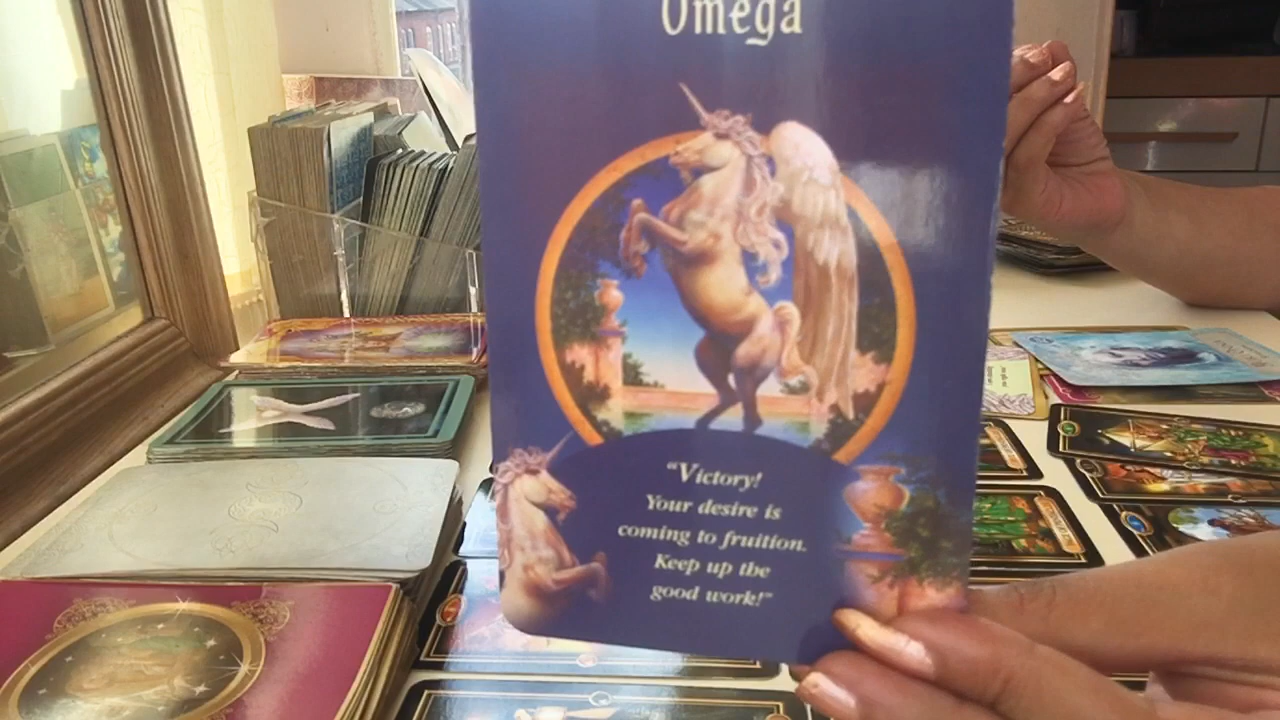 Omega
“Victory!
Your desire is
coming to fruition.
Keep up the
good work!”